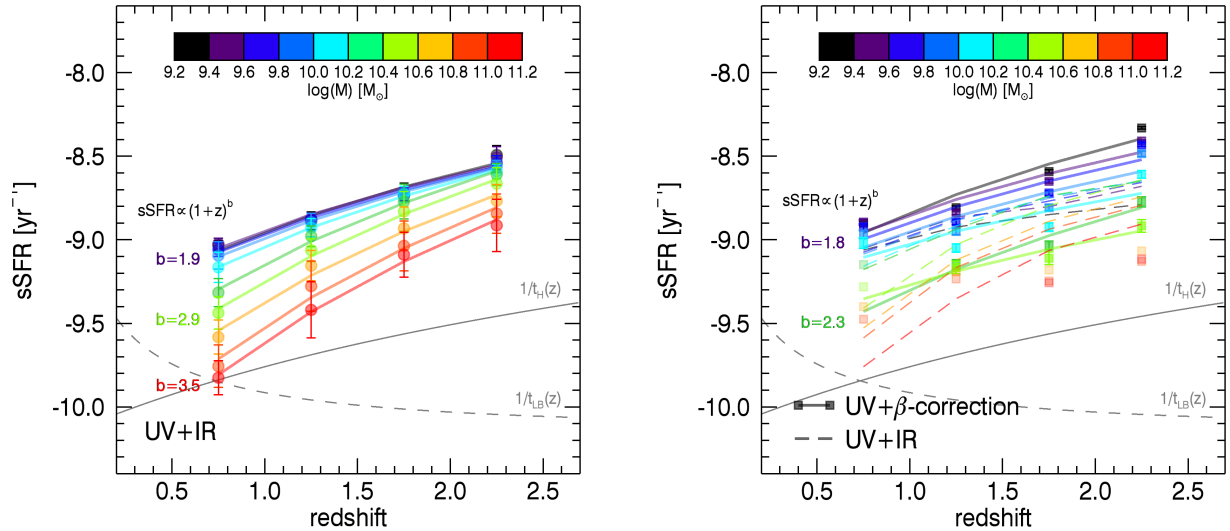 -8.0
-8.5
-9.0
-9.5
-10.0
sSFR [yr⁻¹]
9.2 9.4 9.6 9.8 10.0 10.2 10.4 10.6 10.8 11.0 11.2
log(M) [M⊙]
sSFR∝(1+z)ᵇ
b=1.9
b=2.9
b=3.5
1/t_H(z)
1/t_LB(z)
UV+IR
0.5 1.0 1.5 2.0 2.5
redshift
-8.0
-8.5
-9.0
-9.5
-10.0
sSFR [yr⁻¹]
9.2 9.4 9.6 9.8 10.0 10.2 10.4 10.6 10.8 11.0 11.2
log(M) [M⊙]
sSFR∝(1+z)ᵇ
b=1.8
b=2.3
1/t_H(z)
1/t_LB(z)
UV+β-correction
UV+IR
0.5 1.0 1.5 2.0 2.5
redshift